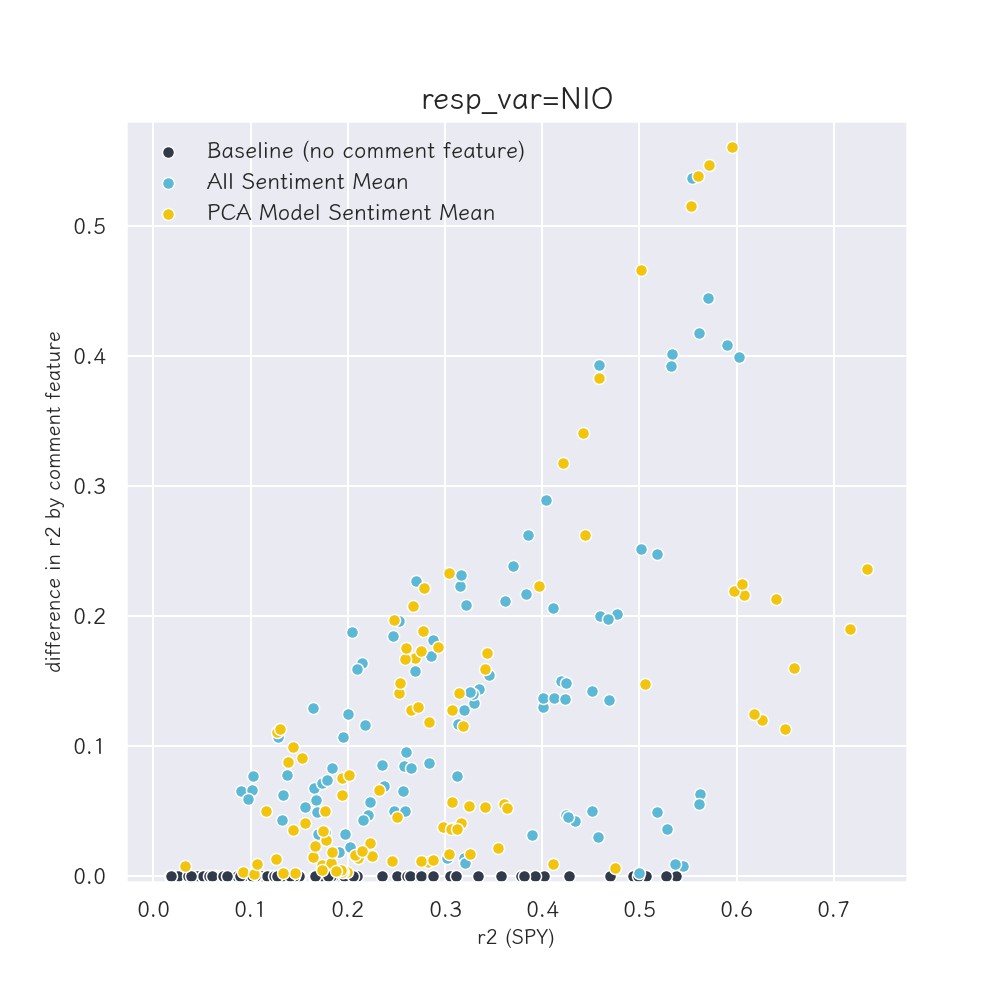 resp_var=NIO
Baseline (no comment feature)
All Sentiment Mean
PCA Model Sentiment Mean
difference in r2 by comment feature
0.5
0.4
0.3
0.2
0.1
0.0
0.0 0.1 0.2 0.3 0.4 0.5 0.6 0.7
r2 (SPY)